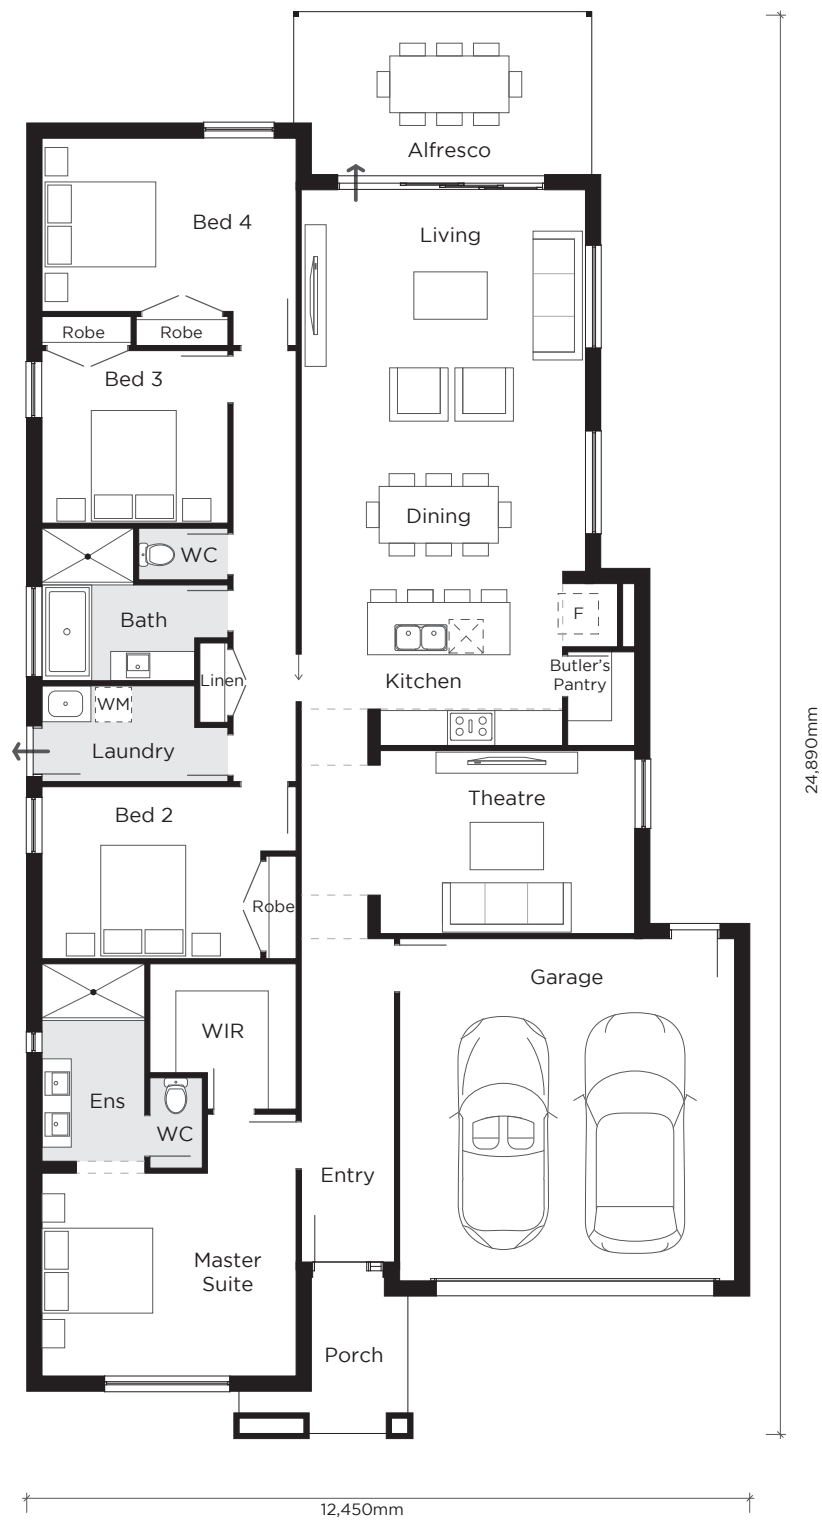 Alfresco
Bed 4
Living
Robe
Robe
Bed 3
Dining
WC
F
Bath
Linen
Butler's
Pantry
Kitchen
WM
Laundry
24,890mm
Theatre
Bed 2
Robe
Garage
WIR
Ens
WC
Entry
Master
Suite
Porch
12,450mm